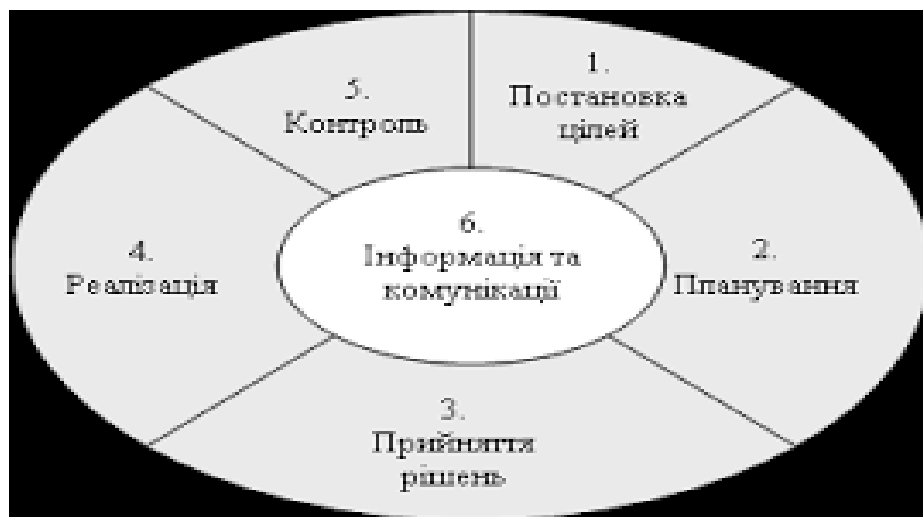 1.
Постановка
цілей
2.
Планування
3.
Прийняття
рішень
4.
Реалізація
5.
Контроль
6.
Інформація та
комунікації